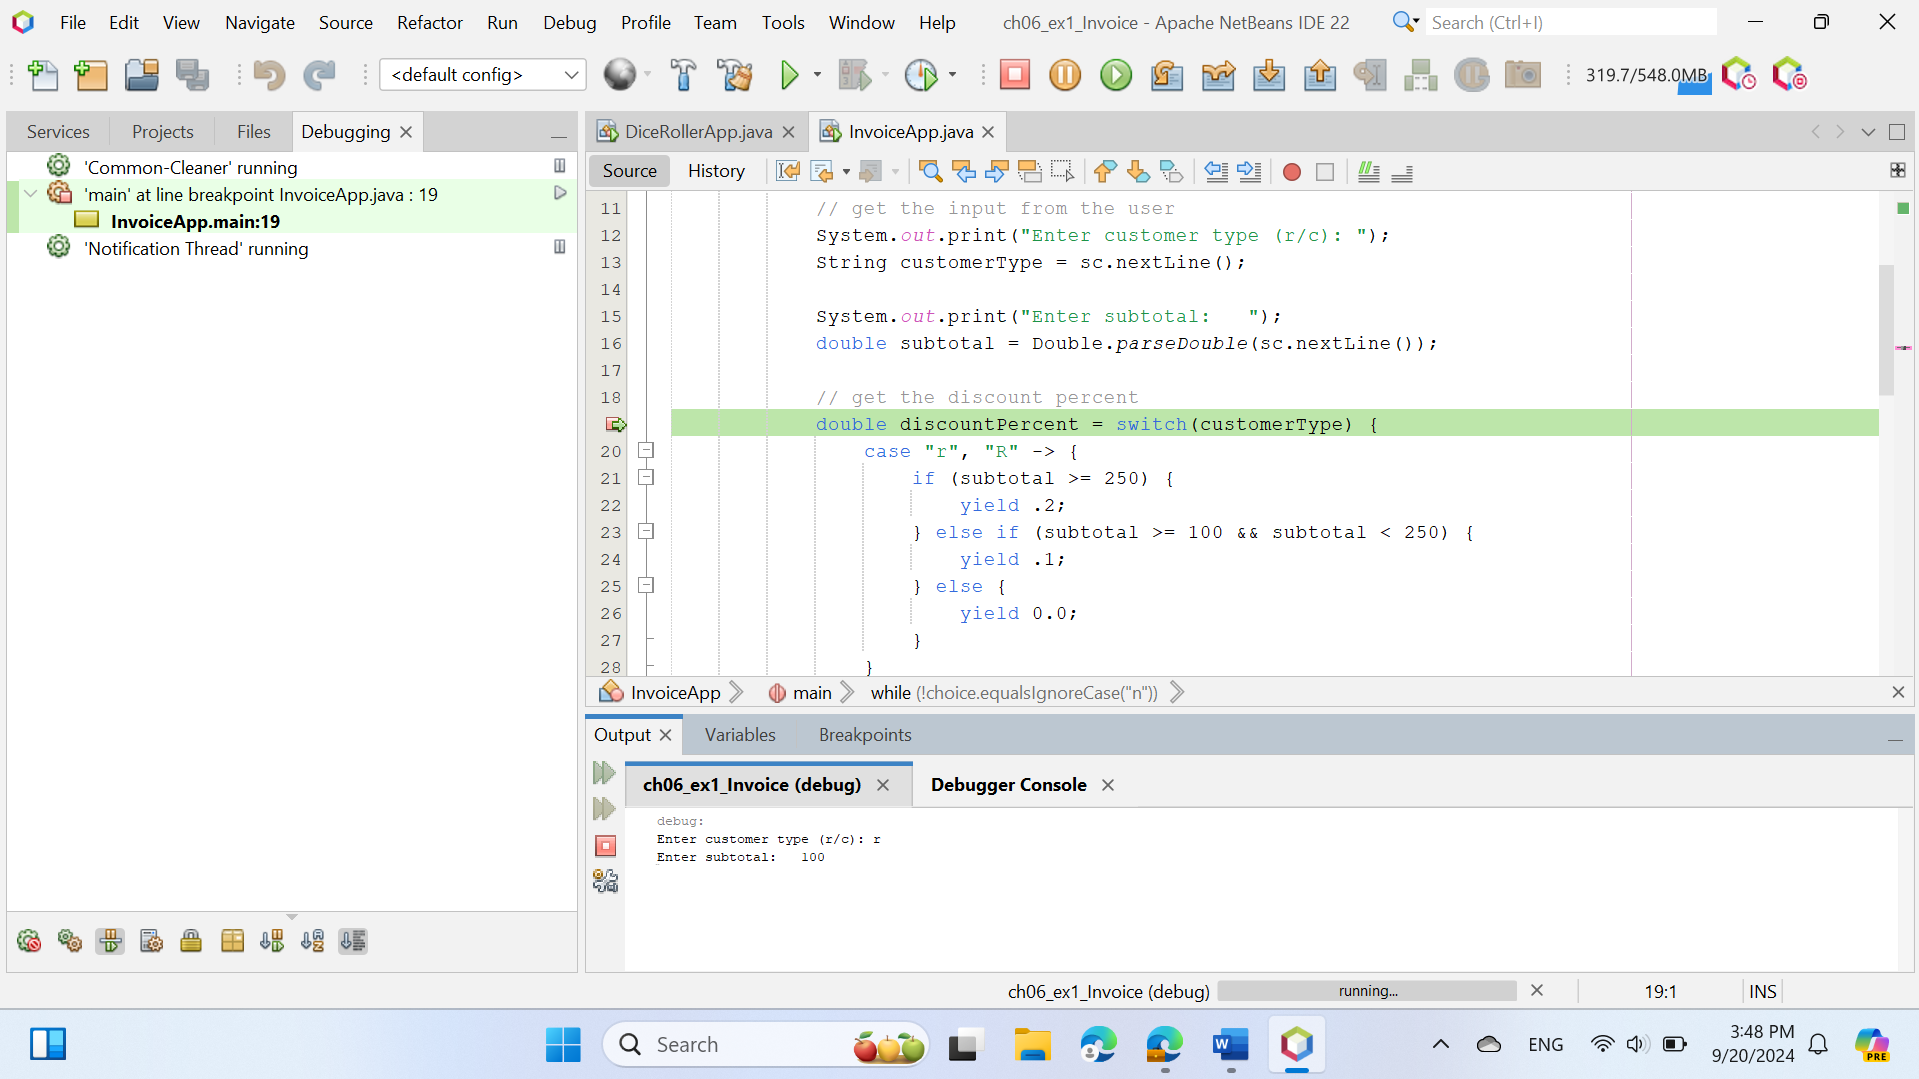 File Edit View Navigate Source Refactor Run Debug Profile Team Tools Window Help ch06_ex1_Invoice - Apache NetBeans IDE 22 Search (Ctrl+I)
<default config> 319.7/548.0MB
Services Projects Files Debugging
'Common-Cleaner' running
'main' at line breakpoint InvoiceApp.java : 19
InvoiceApp.main:19
'Notification Thread' running
DiceRollerApp.java InvoiceApp.java
Source History
11 // get the input from the user
12 System.out.print("Enter customer type (r/c): ");
13 String customerType = sc.nextLine();
14
15 System.out.print("Enter subtotal:   ");
16 double subtotal = Double.parseDouble(sc.nextLine());
17
18 // get the discount percent
double discountPercent = switch(customerType) {
20 case "r", "R" -> {
21 if (subtotal >= 250) {
22 yield .2;
23 } else if (subtotal >= 100 && subtotal < 250) {
24 yield .1;
25 } else {
26 yield 0.0;
27 }
28 }
InvoiceApp main while (!choice.equalsIgnoreCase("n"))
Output Variables Breakpoints
ch06_ex1_Invoice (debug) Debugger Console
debug:
Enter customer type (r/c): r
Enter subtotal:   100
ch06_ex1_Invoice (debug) running... 19:1 INS
Search ENG 3:48 PM
9/20/2024
PRE